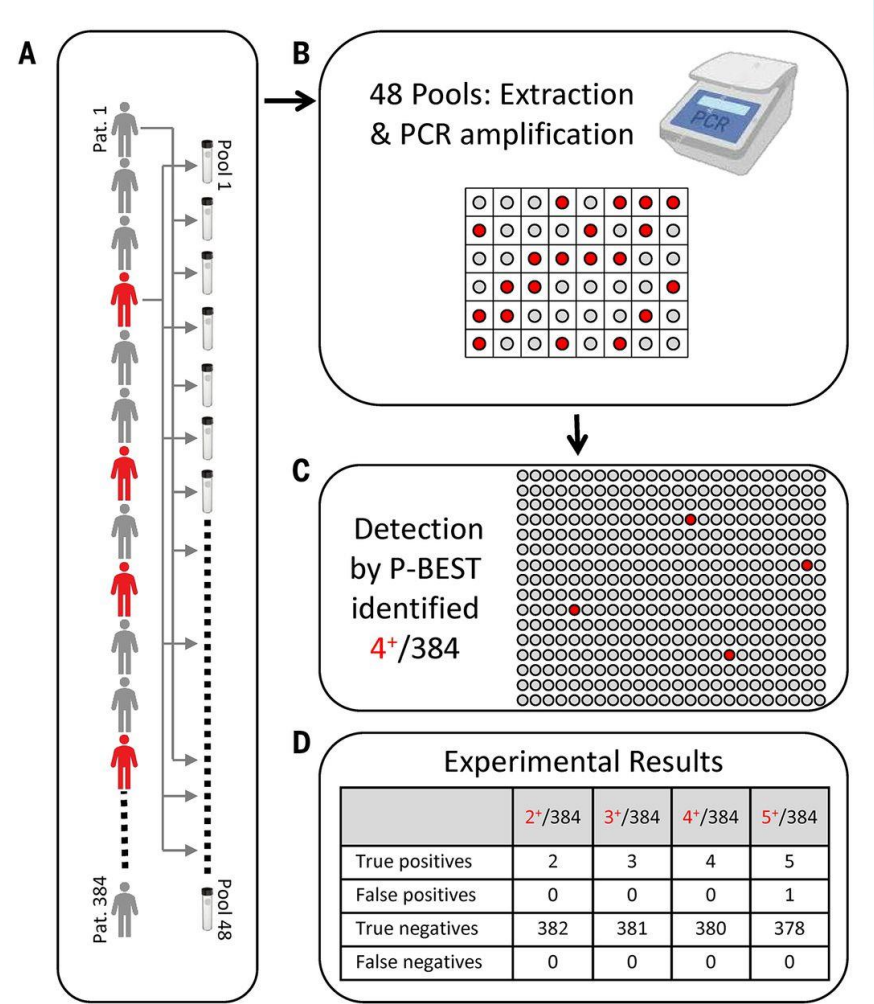 A
Pat. 1
Pool 1
Pat. 384
Pool 48
B
48 Pools: Extraction
& PCR amplification
PCR
C
Detection
by P-BEST
identified
4+/384
D
Experimental Results
2+/384 3+/384 4+/384 5+/384
True positives 2 3 4 5
False positives 0 0 0 1
True negatives 382 381 380 378
False negatives 0 0 0 0